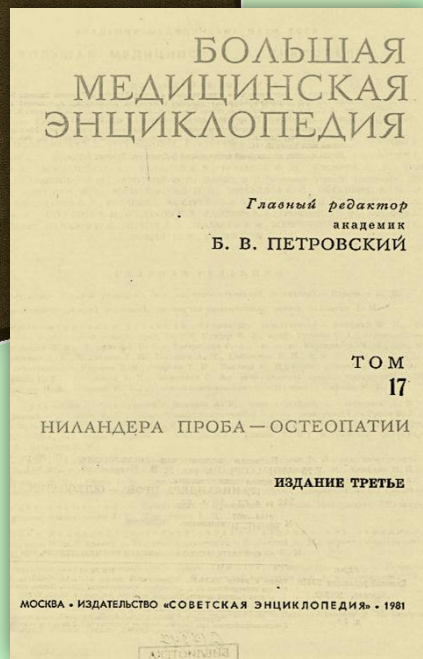 БОЛЬШАЯ
МЕДИЦИНСКАЯ
ЭНЦИКЛОПЕДИЯ
Главный редактор
академик
Б. В. ПЕТРОВСКИЙ
ТОМ
17
НИЛАНДЕРА ПРОБА — ОСТЕОПАТИИ
ИЗДАНИЕ ТРЕТЬЕ
МОСКВА • ИЗДАТЕЛЬСТВО «СОВЕТСКАЯ ЭНЦИКЛОПЕДИЯ» • 1981